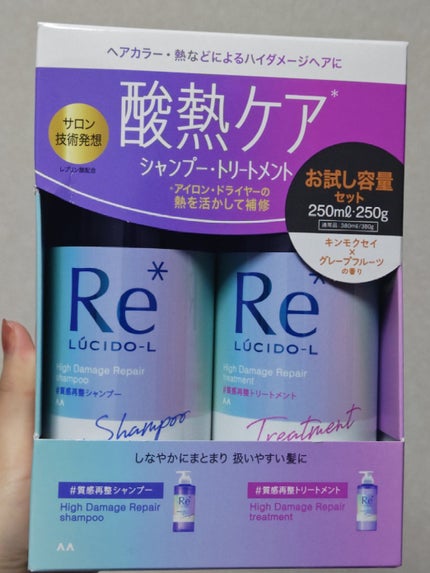 ヘアカラー・熱などによるハイダメージヘアに
サロン
技術発想
レブリン酸配合
酸熱ケア*
シャンプー・トリートメント
*アイロン・ドライヤーの
熱を活かして補修
お試し容量
セット
250ml・250g
通常品 380ml/380g
キンモクセイ
×
グレープフルーツ
の香り
Re*
LÚCIDO-L
High Damage Repair
shampoo
#質感再整シャンプー
Shampoo
Re*
LÚCIDO-L
High Damage Repair
treatment
#質感再整トリートメント
Treatment
しなやかにまとまり 扱いやすい髪に
#質感再整シャンプー
High Damage Repair
shampoo
Re*
#質感再整トリートメント
High Damage Repair
treatment
Re*